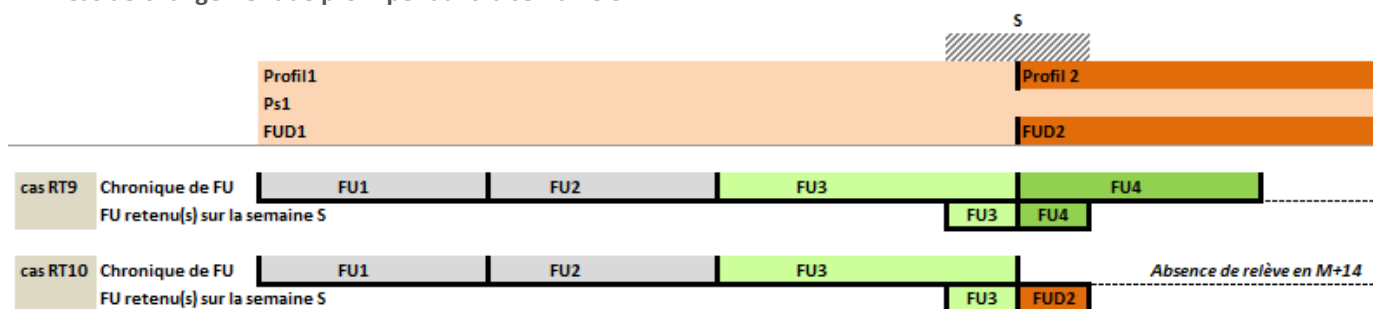 S
Profil1 Profil 2
Ps1
FUD1 FUD2
cas RT9 Chronique de FU FU1 FU2 FU3 FU4
FU retenu(s) sur la semaine S FU3 FU4
cas RT10 Chronique de FU FU1 FU2 FU3 Absence de relève en M+14
FU retenu(s) sur la semaine S FU3 FUD2